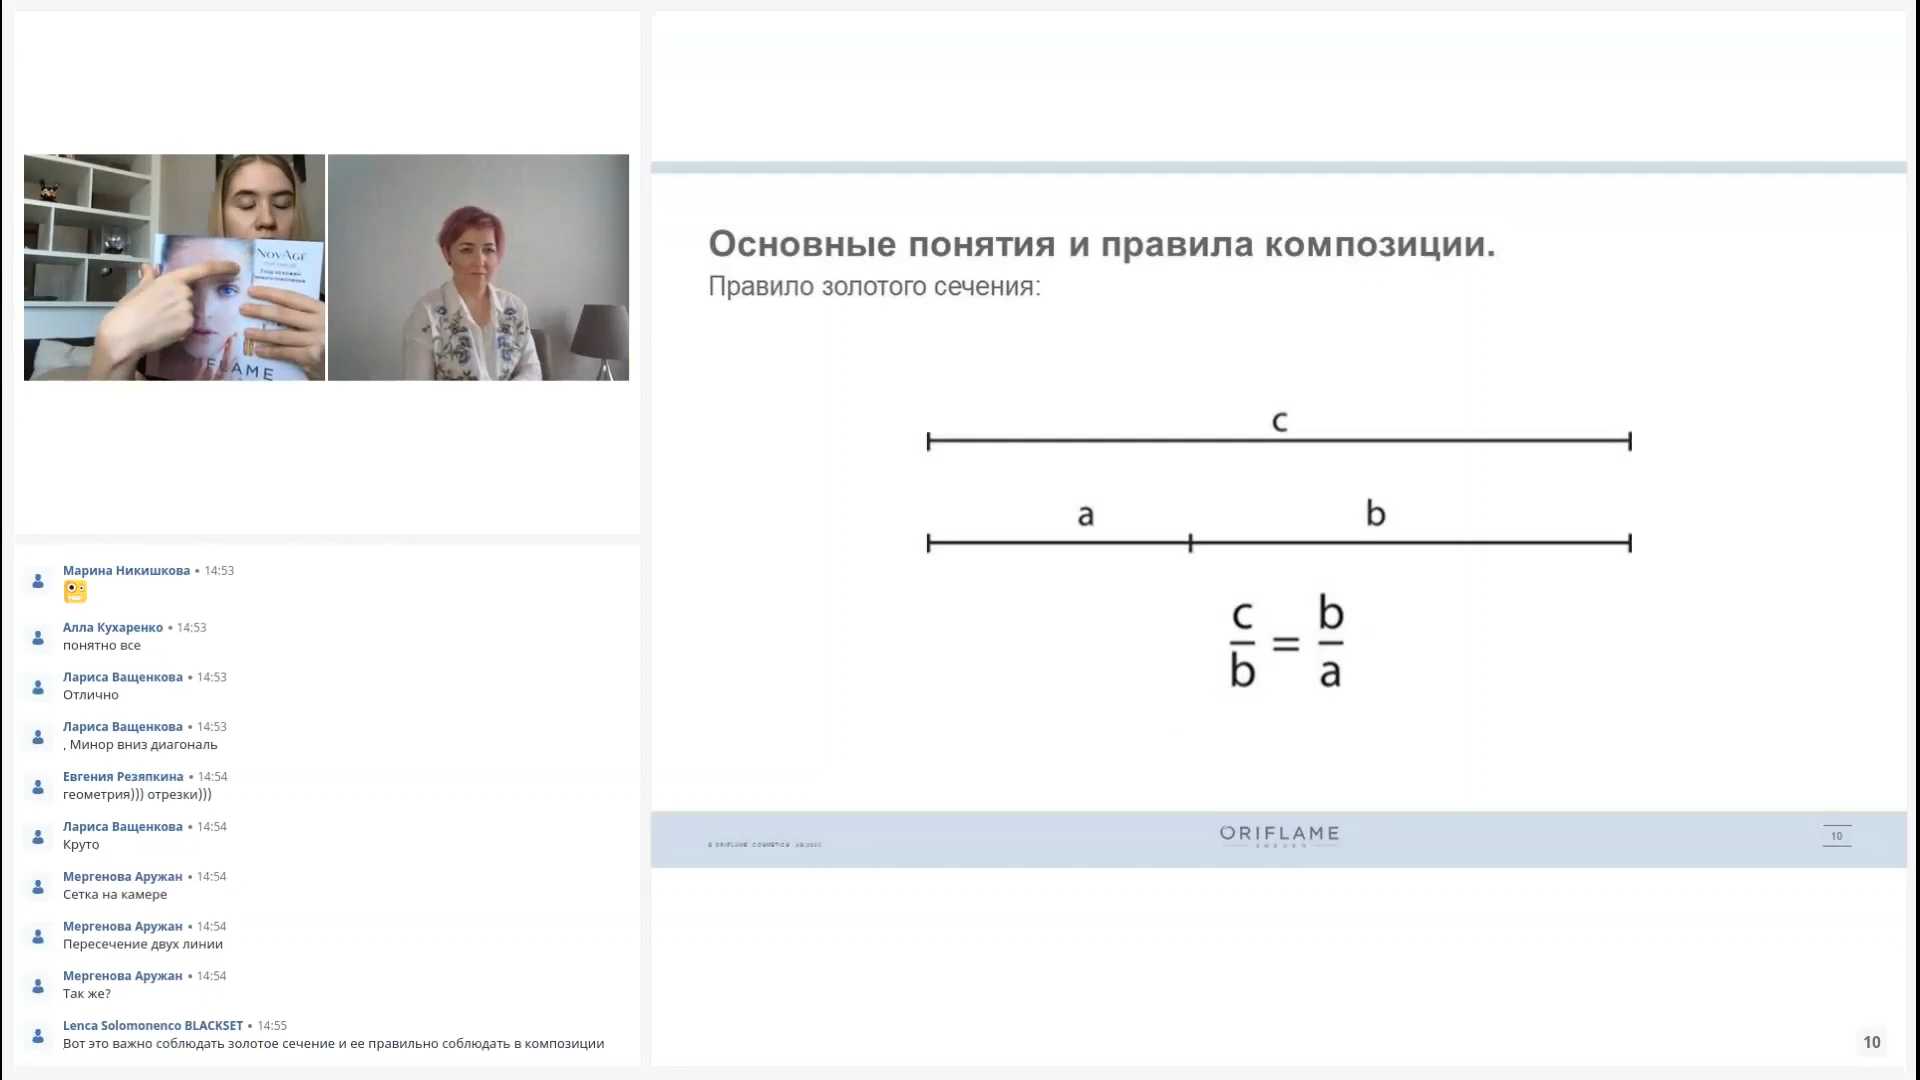 NOVAGE
IFLAME
Основные понятия и правила композиции.
Правило золотого сечения:
c
a b
c b
=
b a
ORIFLAME
SWEDEN
10
Марина Никишкова • 14:53
Алла Кухаренко • 14:53
понятно все
Лариса Ващенкова • 14:53
Отлично
Лариса Ващенкова • 14:53
, Минор вниз диагональ
Евгения Резяпкина • 14:54
геометрия))) отрезки)))
Лариса Ващенкова • 14:54
Круто
Мергенова Аружан • 14:54
Сетка на камере
Мергенова Аружан • 14:54
Пересечение двух линии
Мергенова Аружан • 14:54
Так же?
Lenca Solomonenco BLACKSET • 14:55
Вот это важно соблюдать золотое сечение и ее правильно соблюдать в композиции
10